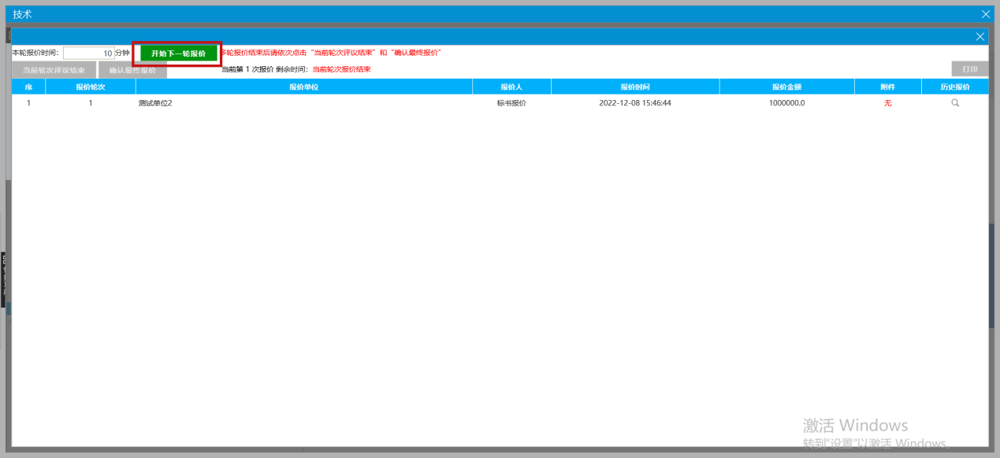 技术
本轮报价时间: 10 分钟 开始下一轮报价 多轮报价结束后请依次点击“当前轮次评议结束”和“确认最终报价”
当前轮次评议结束 确认最终报价 当前第 1 次报价 剩余时间: 当前轮次报价结束 打印
序 报价轮次 报价单位 报价人 报价时间 报价金额 附件 历史报价
1 1 测试单位2 标书报价 2022-12-08 15:46:44 1000000.0 无
激活 Windows
转到"设置"以激活 Windows。